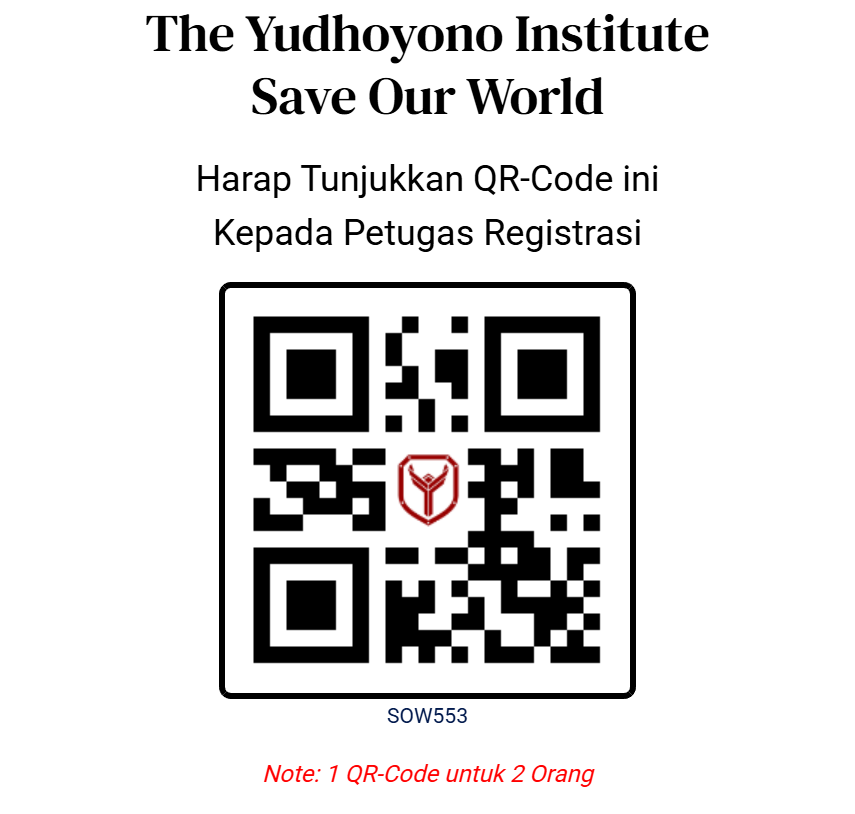 The Yudhoyono Institute
Save Our World
Harap Tunjukkan QR-Code ini
Kepada Petugas Registrasi
SOW553
Note: 1 QR-Code untuk 2 Orang